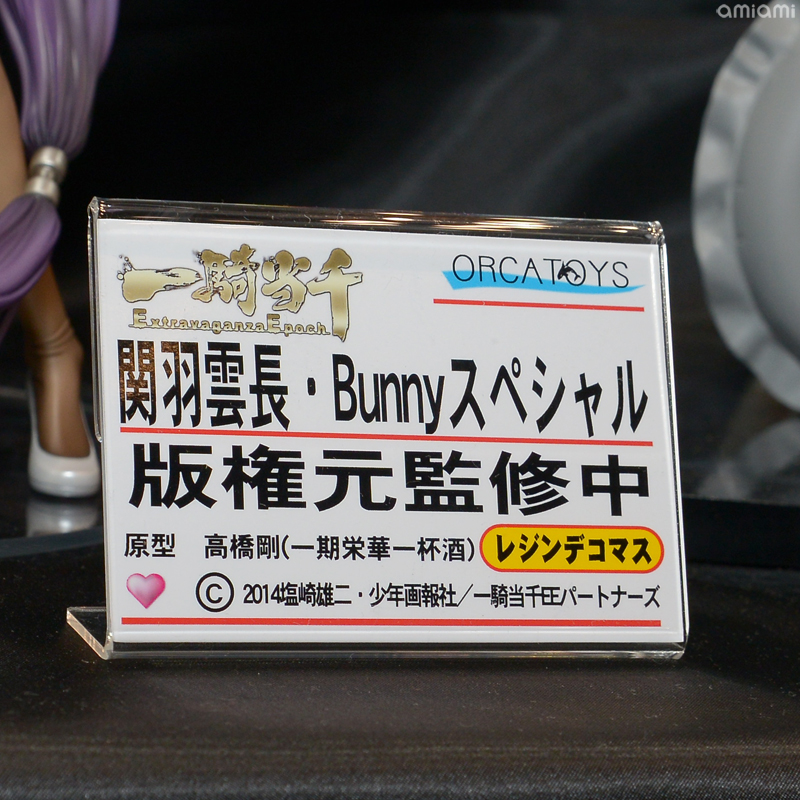 amiami
一騎当千
ExtravaganzaEpoch
ORCATOYS
関羽雲長・Bunnyスペシャル
版権元監修中
原型　高橋剛(一期栄華一杯酒)
レジンデコマス
Ⓒ 2014塩崎雄二・少年画報社／一騎当千EEパートナーズ